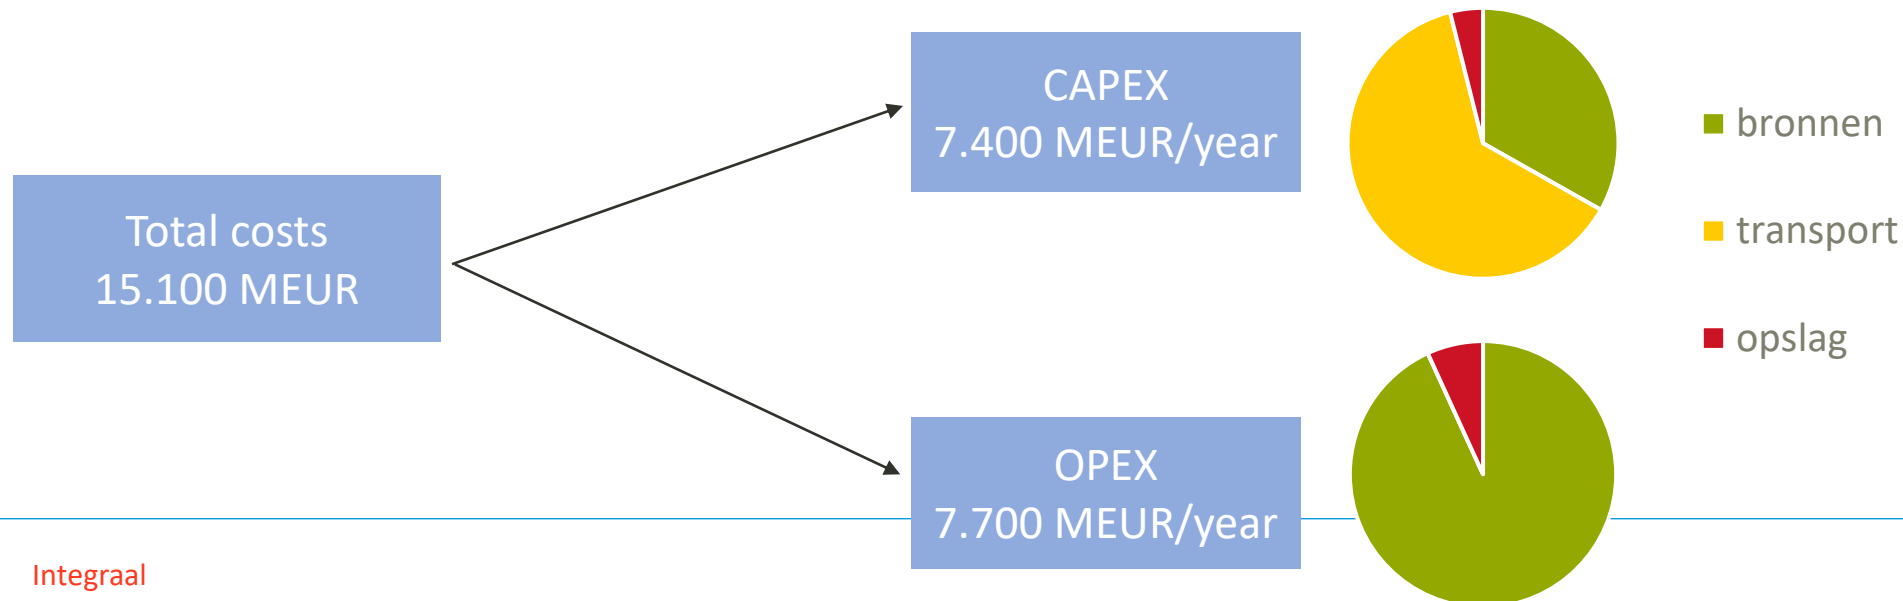 Total costs
15.100 MEUR
CAPEX
7.400 MEUR/year
OPEX
7.700 MEUR/year
bronnen
transport
opslag
Integraal